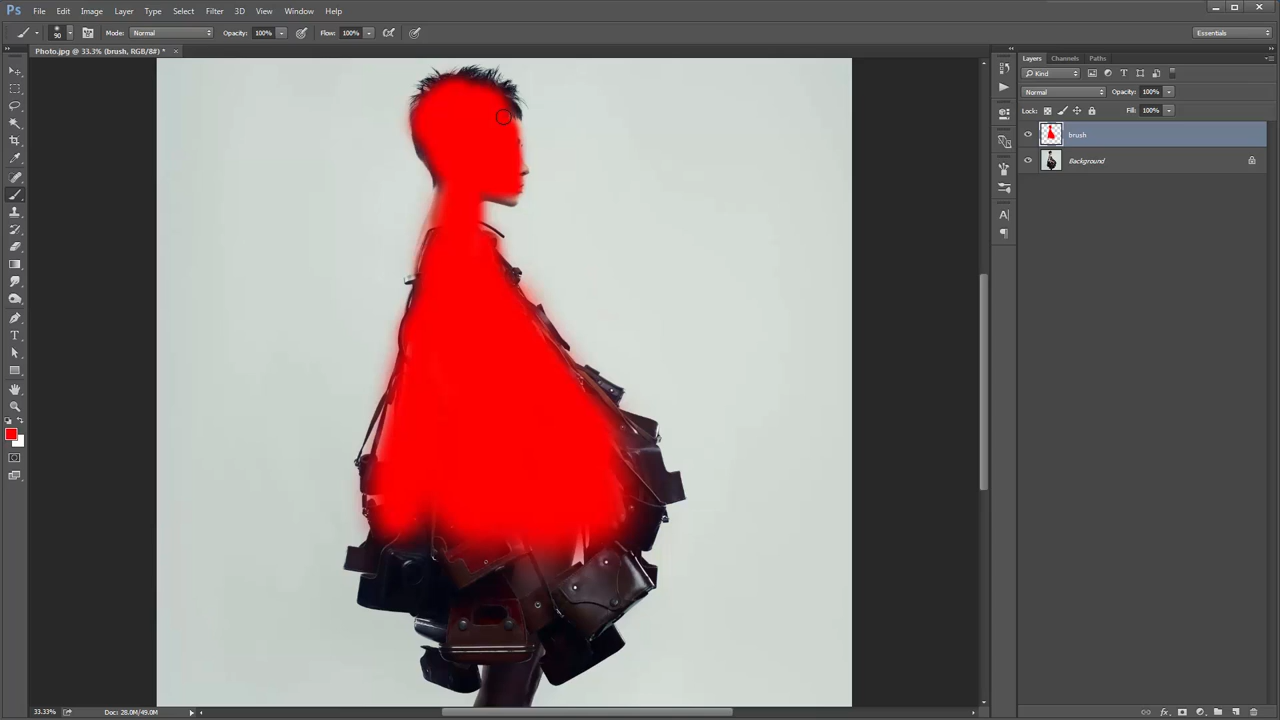 Ps File Edit Image Layer Type Select Filter 3D View Window Help
90 Mode: Normal Opacity: 100% Flow: 100% Essentials
Photo.jpg @ 33.3% (brush, RGB/8#) * ×
Layers Channels Paths
Kind
Normal Opacity: 100%
Lock: Fill: 100%
brush
Background
33.33% Doc: 28.0M/49.0M